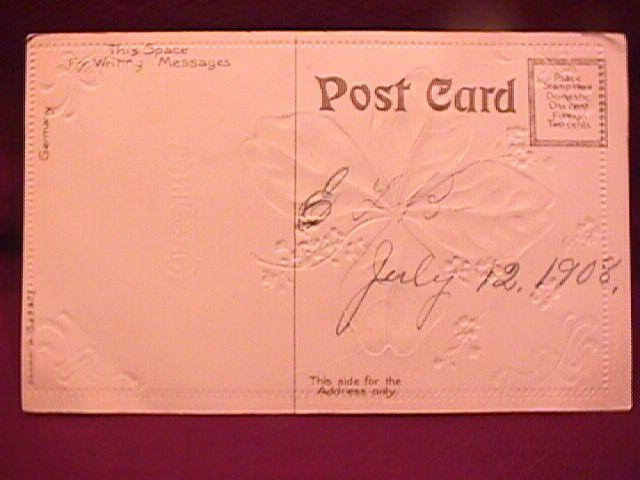 This Space
For Writing Messages
Germany
Post Card
Place
Stamp Here
Domestic
One cent
Foreign
Two cents
E L B
July 12, 1908,
This side for the
Address only.